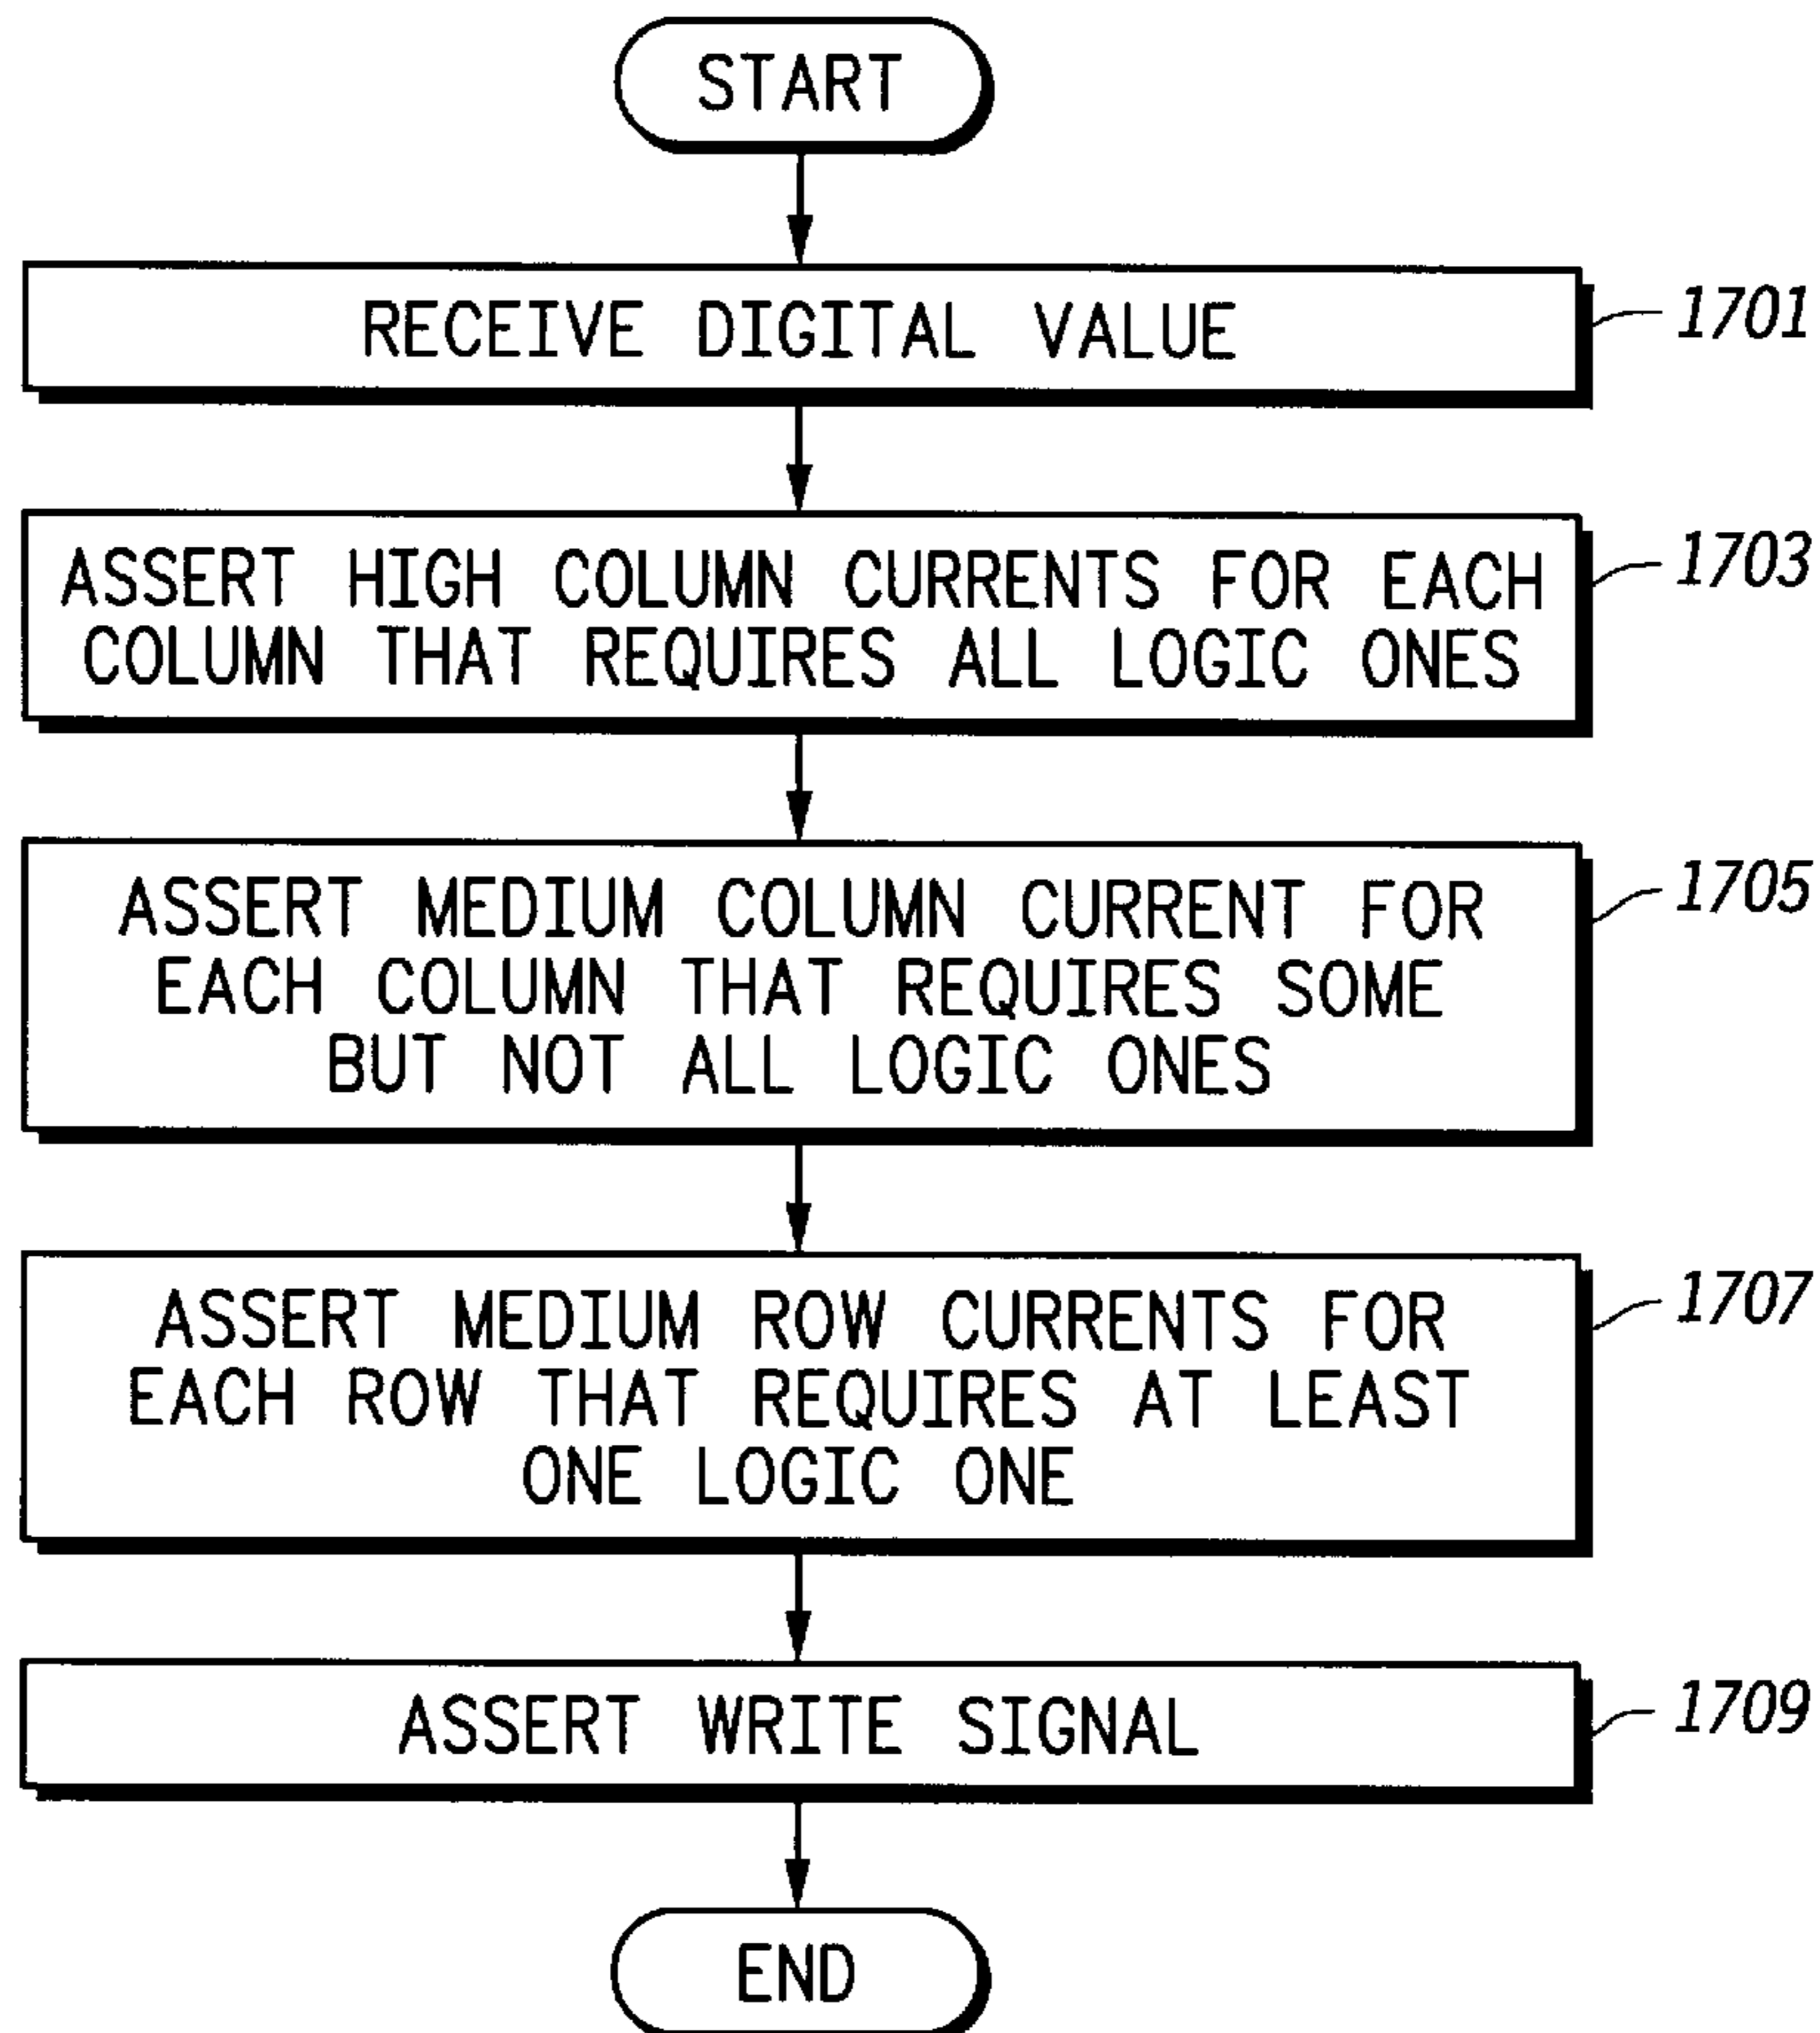 START
RECEIVE DIGITAL VALUE
1701
ASSERT HIGH COLUMN CURRENTS FOR EACH
COLUMN THAT REQUIRES ALL LOGIC ONES
1703
ASSERT MEDIUM COLUMN CURRENT FOR
EACH COLUMN THAT REQUIRES SOME
BUT NOT ALL LOGIC ONES
1705
ASSERT MEDIUM ROW CURRENTS FOR
EACH ROW THAT REQUIRES AT LEAST
ONE LOGIC ONE
1707
ASSERT WRITE SIGNAL
1709
END